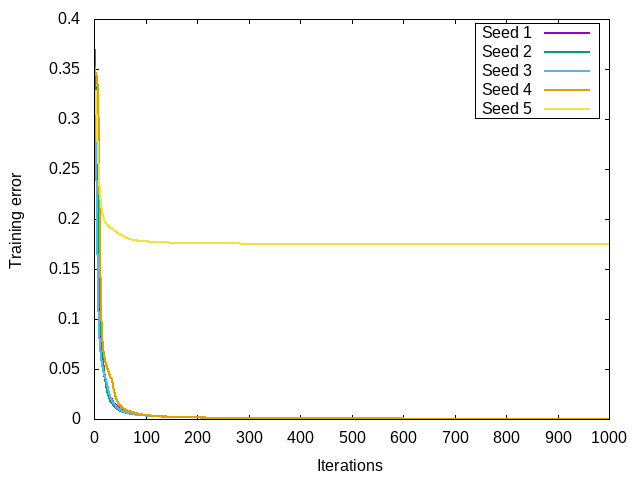 0.4
0.35
0.3
0.25
0.2
0.15
0.1
0.05
0
Training error
Seed 1
Seed 2
Seed 3
Seed 4
Seed 5
0 100 200 300 400 500 600 700 800 900 1000
Iterations